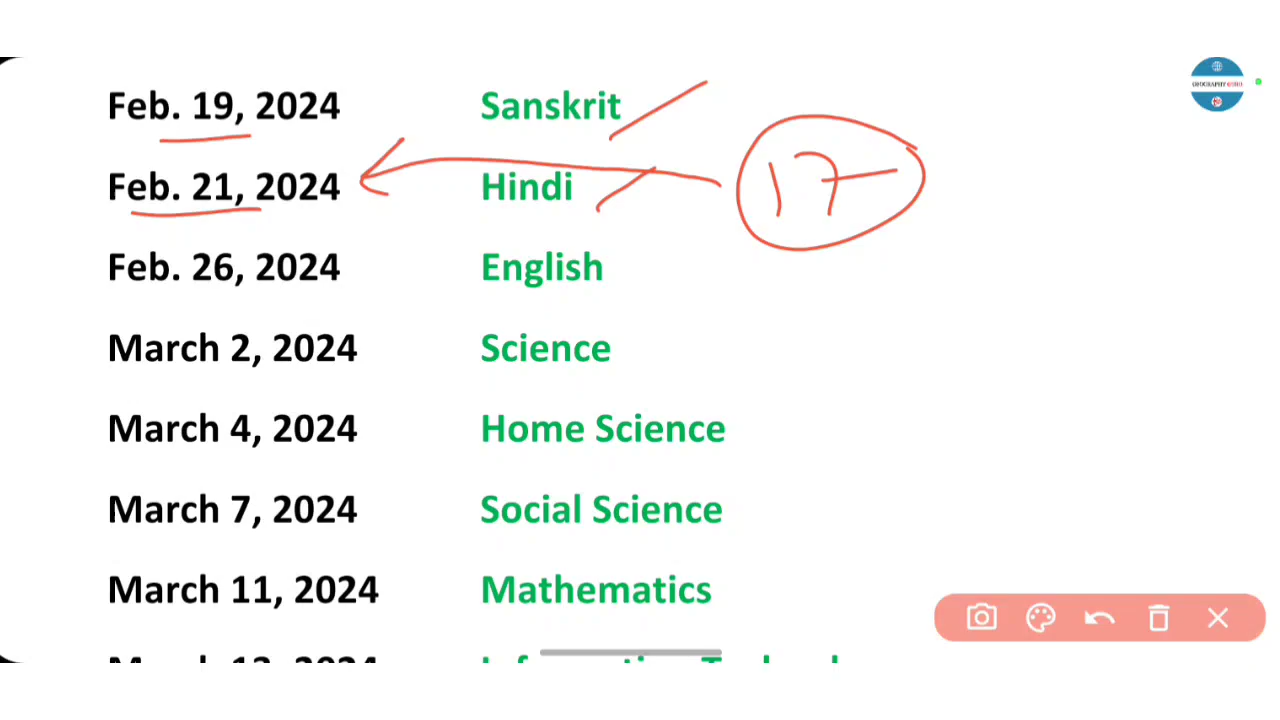 Feb. 19, 2024 Sanskrit
Feb. 21, 2024 Hindi
17
Feb. 26, 2024 English
March 2, 2024 Science
March 4, 2024 Home Science
March 7, 2024 Social Science
March 11, 2024 Mathematics